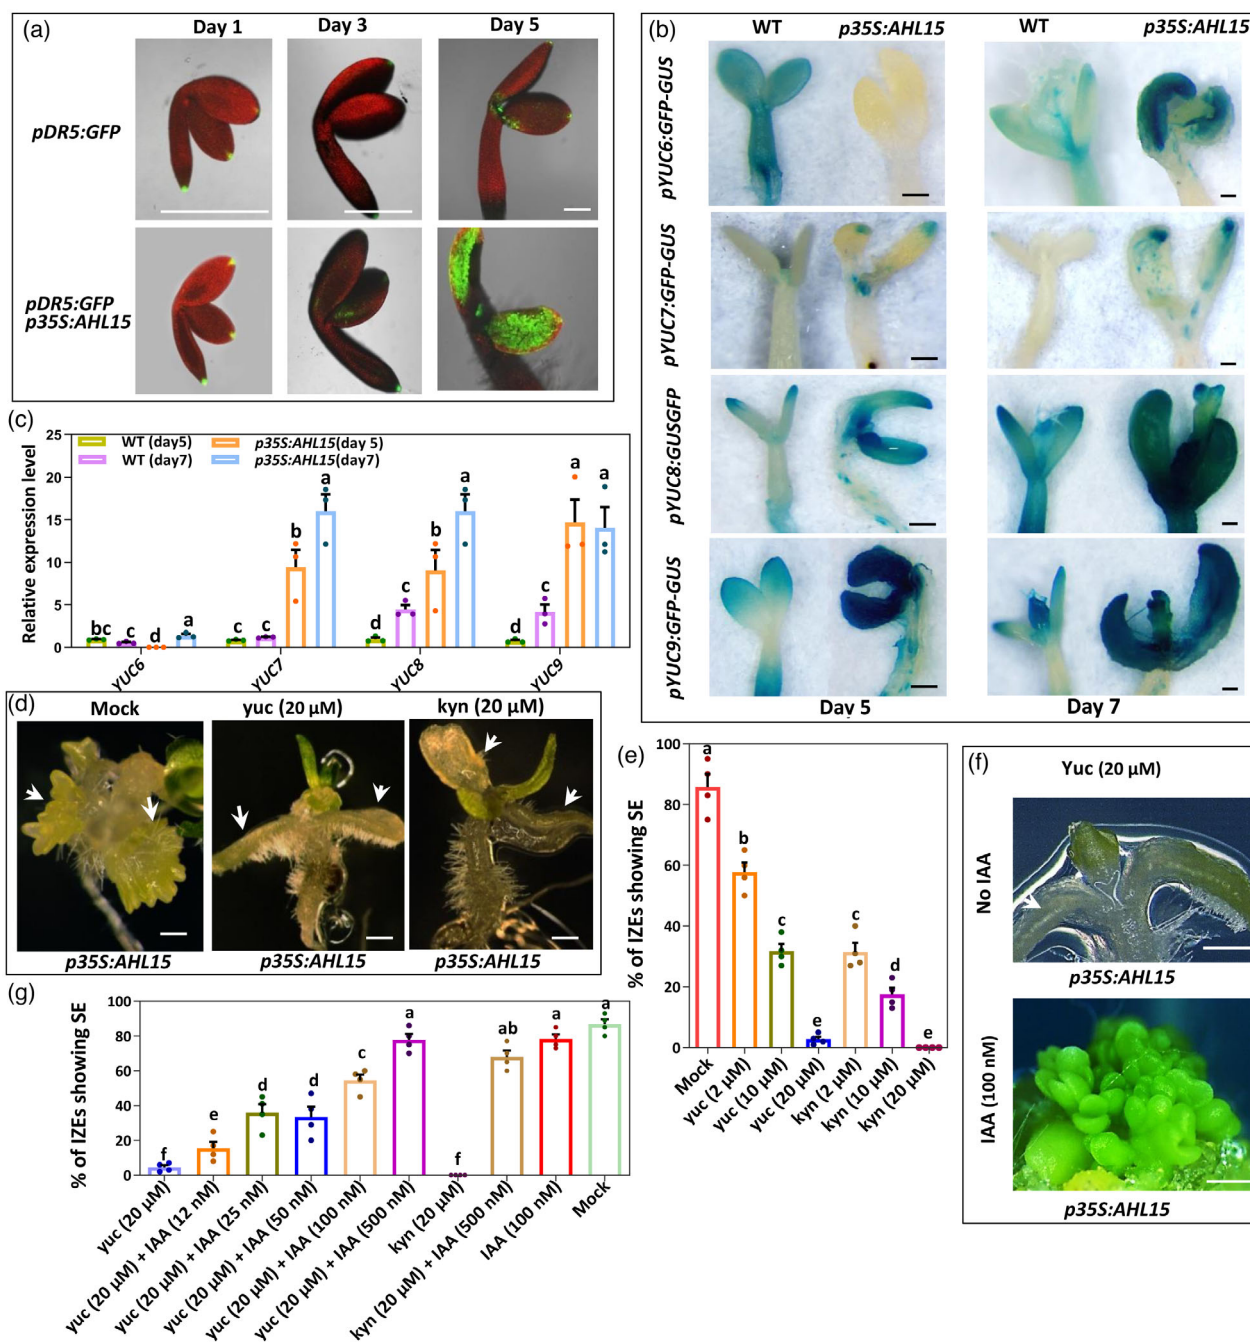 (a)
Day 1
Day 3
Day 5
pDR5:GFP
pDR5:GFP
p35S:AHL15
(b)
WT
p35S:AHL15
WT
p35S:AHL15
pYUC6:GFP-GUS
pYUC7:GFP-GUS
pYUC8:GUSGFP
pYUC9:GFP-GUS
Day 5
Day 7
(c)
Relative expression level
25
20
15
10
5
0
WT (day5)
WT (day7)
p35S:AHL15(day 5)
p35S:AHL15(day7)
bc
c
d
a
c
c
b
a
d
c
b
a
d
c
a
a
YUC6
YUC7
YUC8
YUC9
(d)
Mock
yuc (20 µM)
kyn (20 µM)
p35S:AHL15
p35S:AHL15
p35S:AHL15
(e)
% of IZEs showing SE
100
80
60
40
20
0
a
b
c
e
c
d
e
Mock
yuc (2 µM)
yuc (10 µM)
yuc (20 µM)
kyn (2 µM)
kyn (10 µM)
kyn (20 µM)
(f)
Yuc (20 µM)
No IAA
p35S:AHL15
IAA (100 nM)
p35S:AHL15
(g)
% of IZEs showing SE
100
80
60
40
20
0
f
e
d
d
c
a
f
ab
a
a
yuc (20 µM)
yuc (20 µM) + IAA (12 nM)
yuc (20 µM) + IAA (25 nM)
yuc (20 µM) + IAA (50 nM)
yuc (20 µM) + IAA (100 nM)
yuc (20 µM) + IAA (500 nM)
kyn (20 µM)
kyn (20 µM) + IAA (500 nM)
IAA (100 nM)
Mock